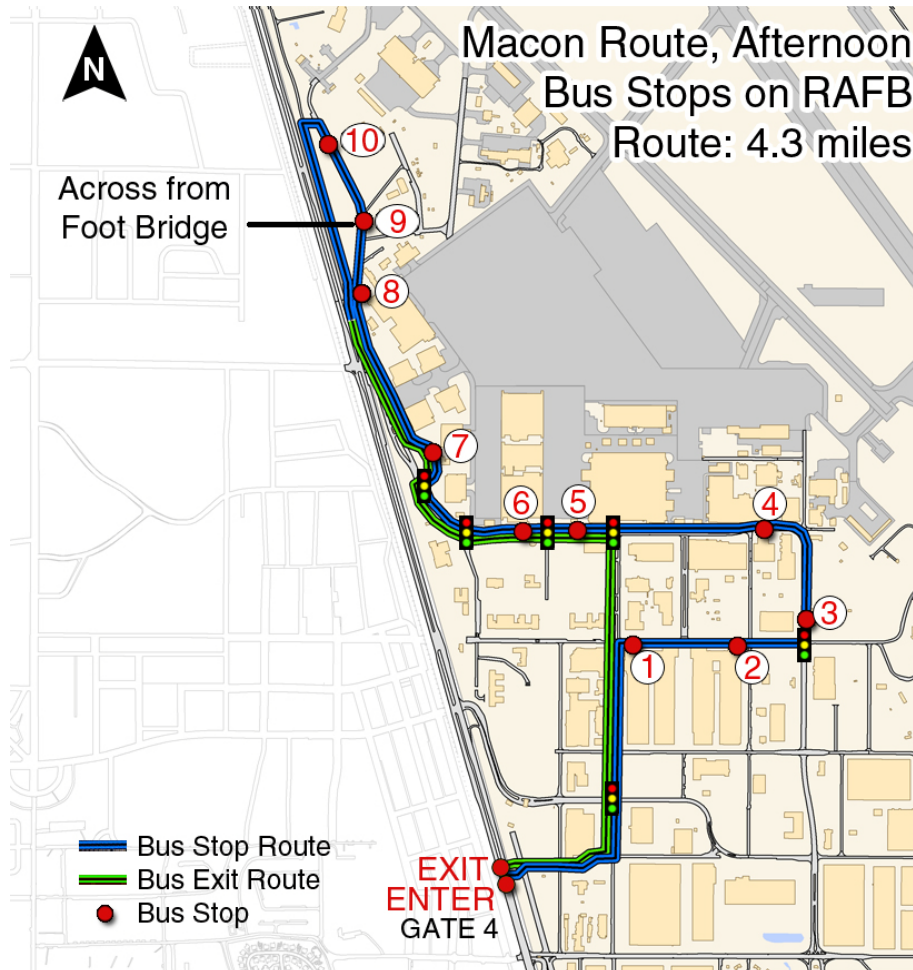 Macon Route, Afternoon
Bus Stops on RAFB
Route: 4.3 miles
N
10
Across from
Foot Bridge
9
8
7
6
5
4
3
1
2
Bus Stop Route
Bus Exit Route
Bus Stop
EXIT
ENTER
GATE 4